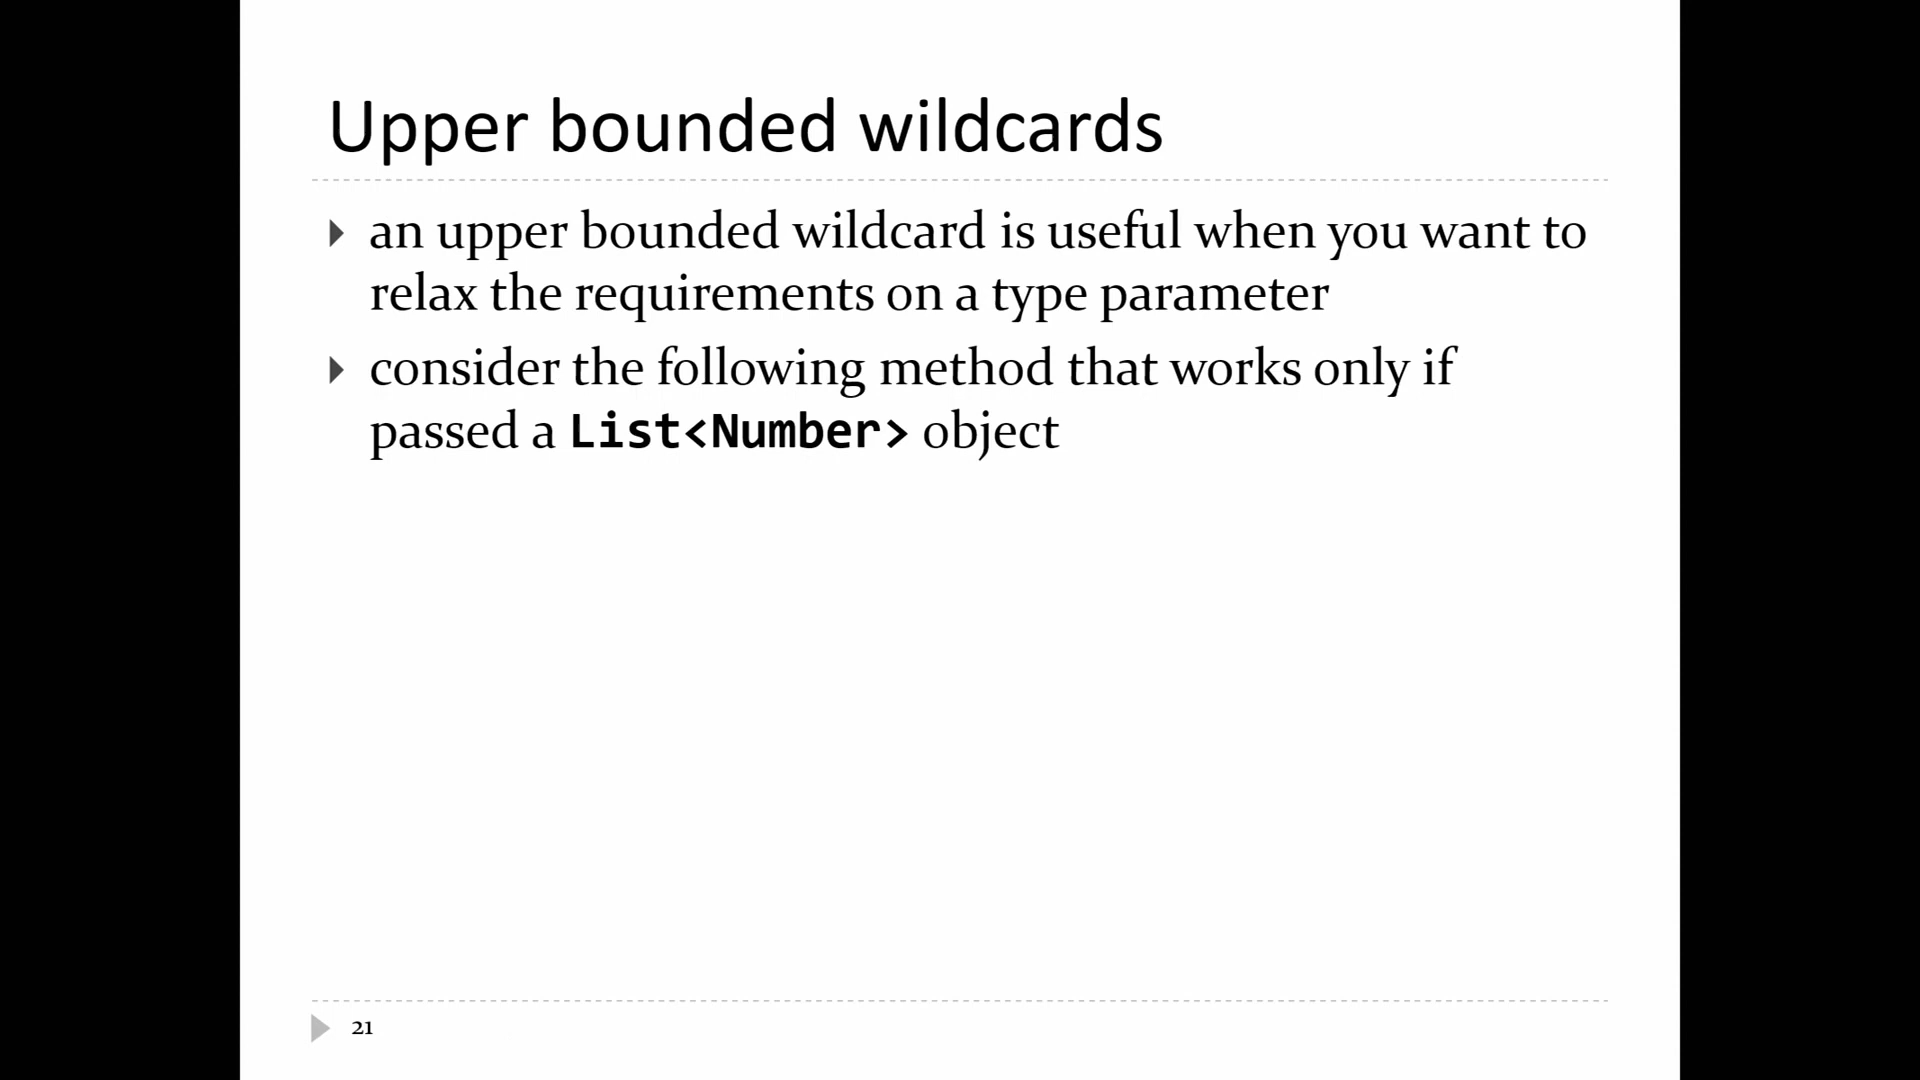 Upper bounded wildcards
an upper bounded wildcard is useful when you want to
relax the requirements on a type parameter
consider the following method that works only if
passed a List<Number> object
21